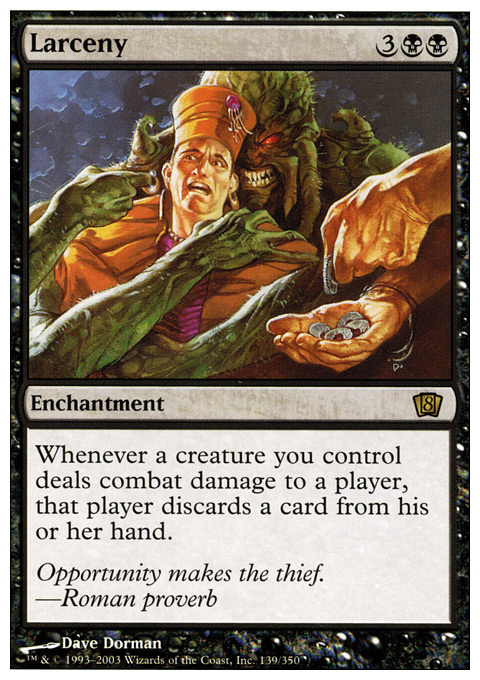 Larceny 3
Enchantment 8
Whenever a creature you control
deals combat damage to a player,
that player discards a card from his
or her hand.
Opportunity makes the thief.
—Roman proverb
Dave Dorman
™ & © 1993–2003 Wizards of the Coast, Inc. 139/350